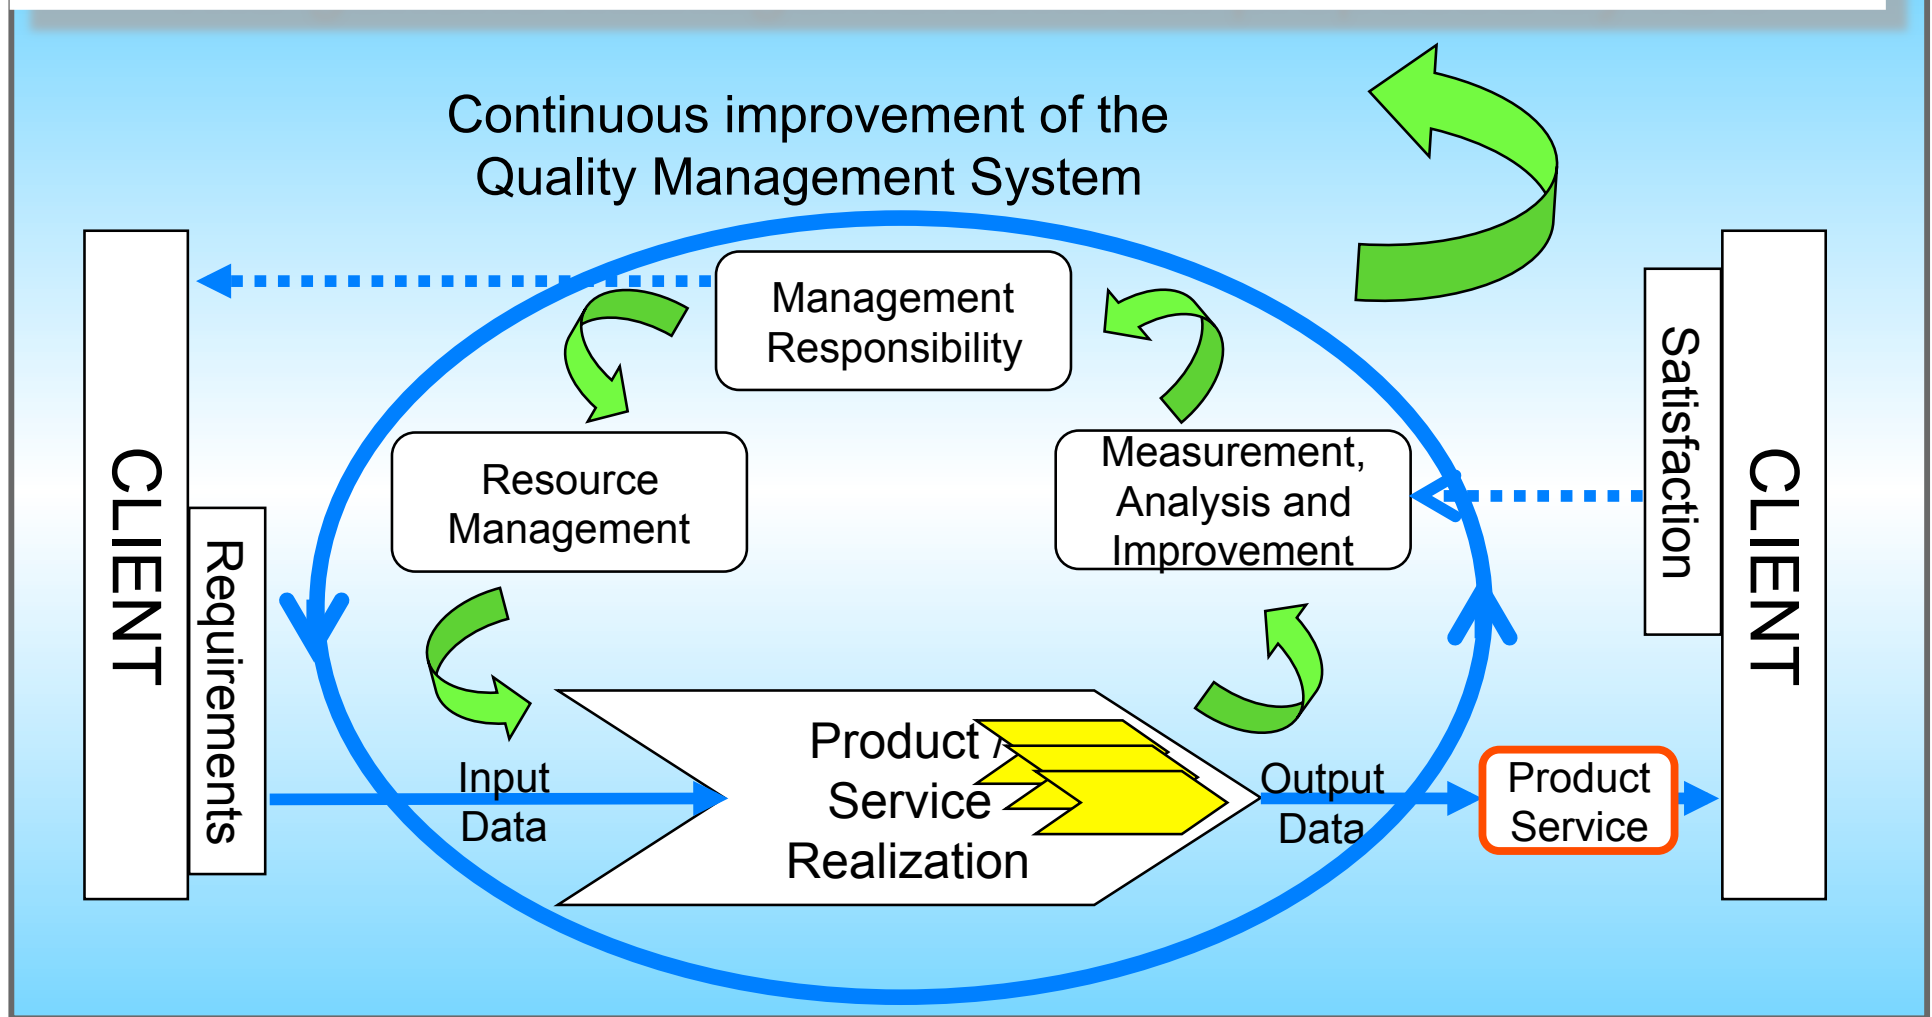 Continuous improvement of the
Quality Management System
CLIENT
Requirements
Management
Responsibility
Resource
Management
Measurement,
Analysis and
Improvement
Satisfaction
CLIENT
Input
Data
Product /
Service
Realization
Output
Data
Product
Service